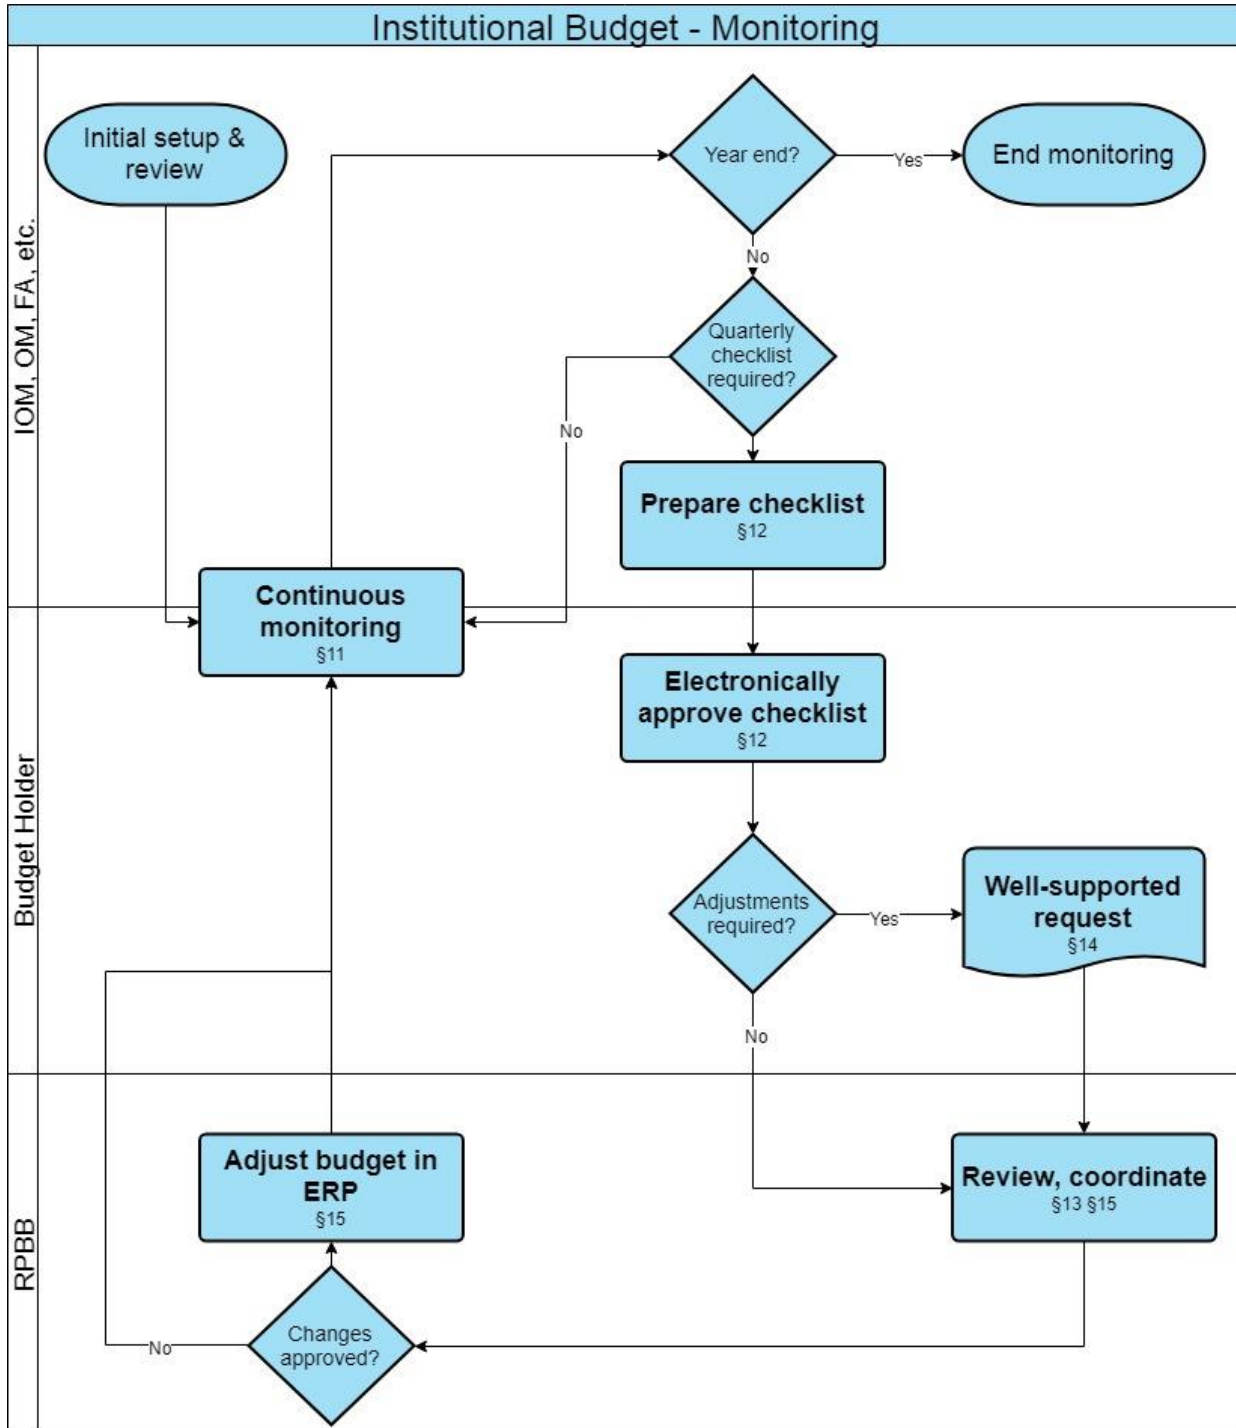 Institutional Budget - Monitoring
IOM, OM, FA, etc.
Initial setup &
review
Year end?
Yes
End monitoring
No
Quarterly
checklist
required?
No
Prepare checklist
§12
Continuous
monitoring
§11
Budget Holder
Electronically
approve checklist
§12
Adjustments
required?
Yes
Well-supported
request
§14
No
RPBB
Adjust budget in
ERP
§15
Review, coordinate
§13 §15
Changes
approved?
No